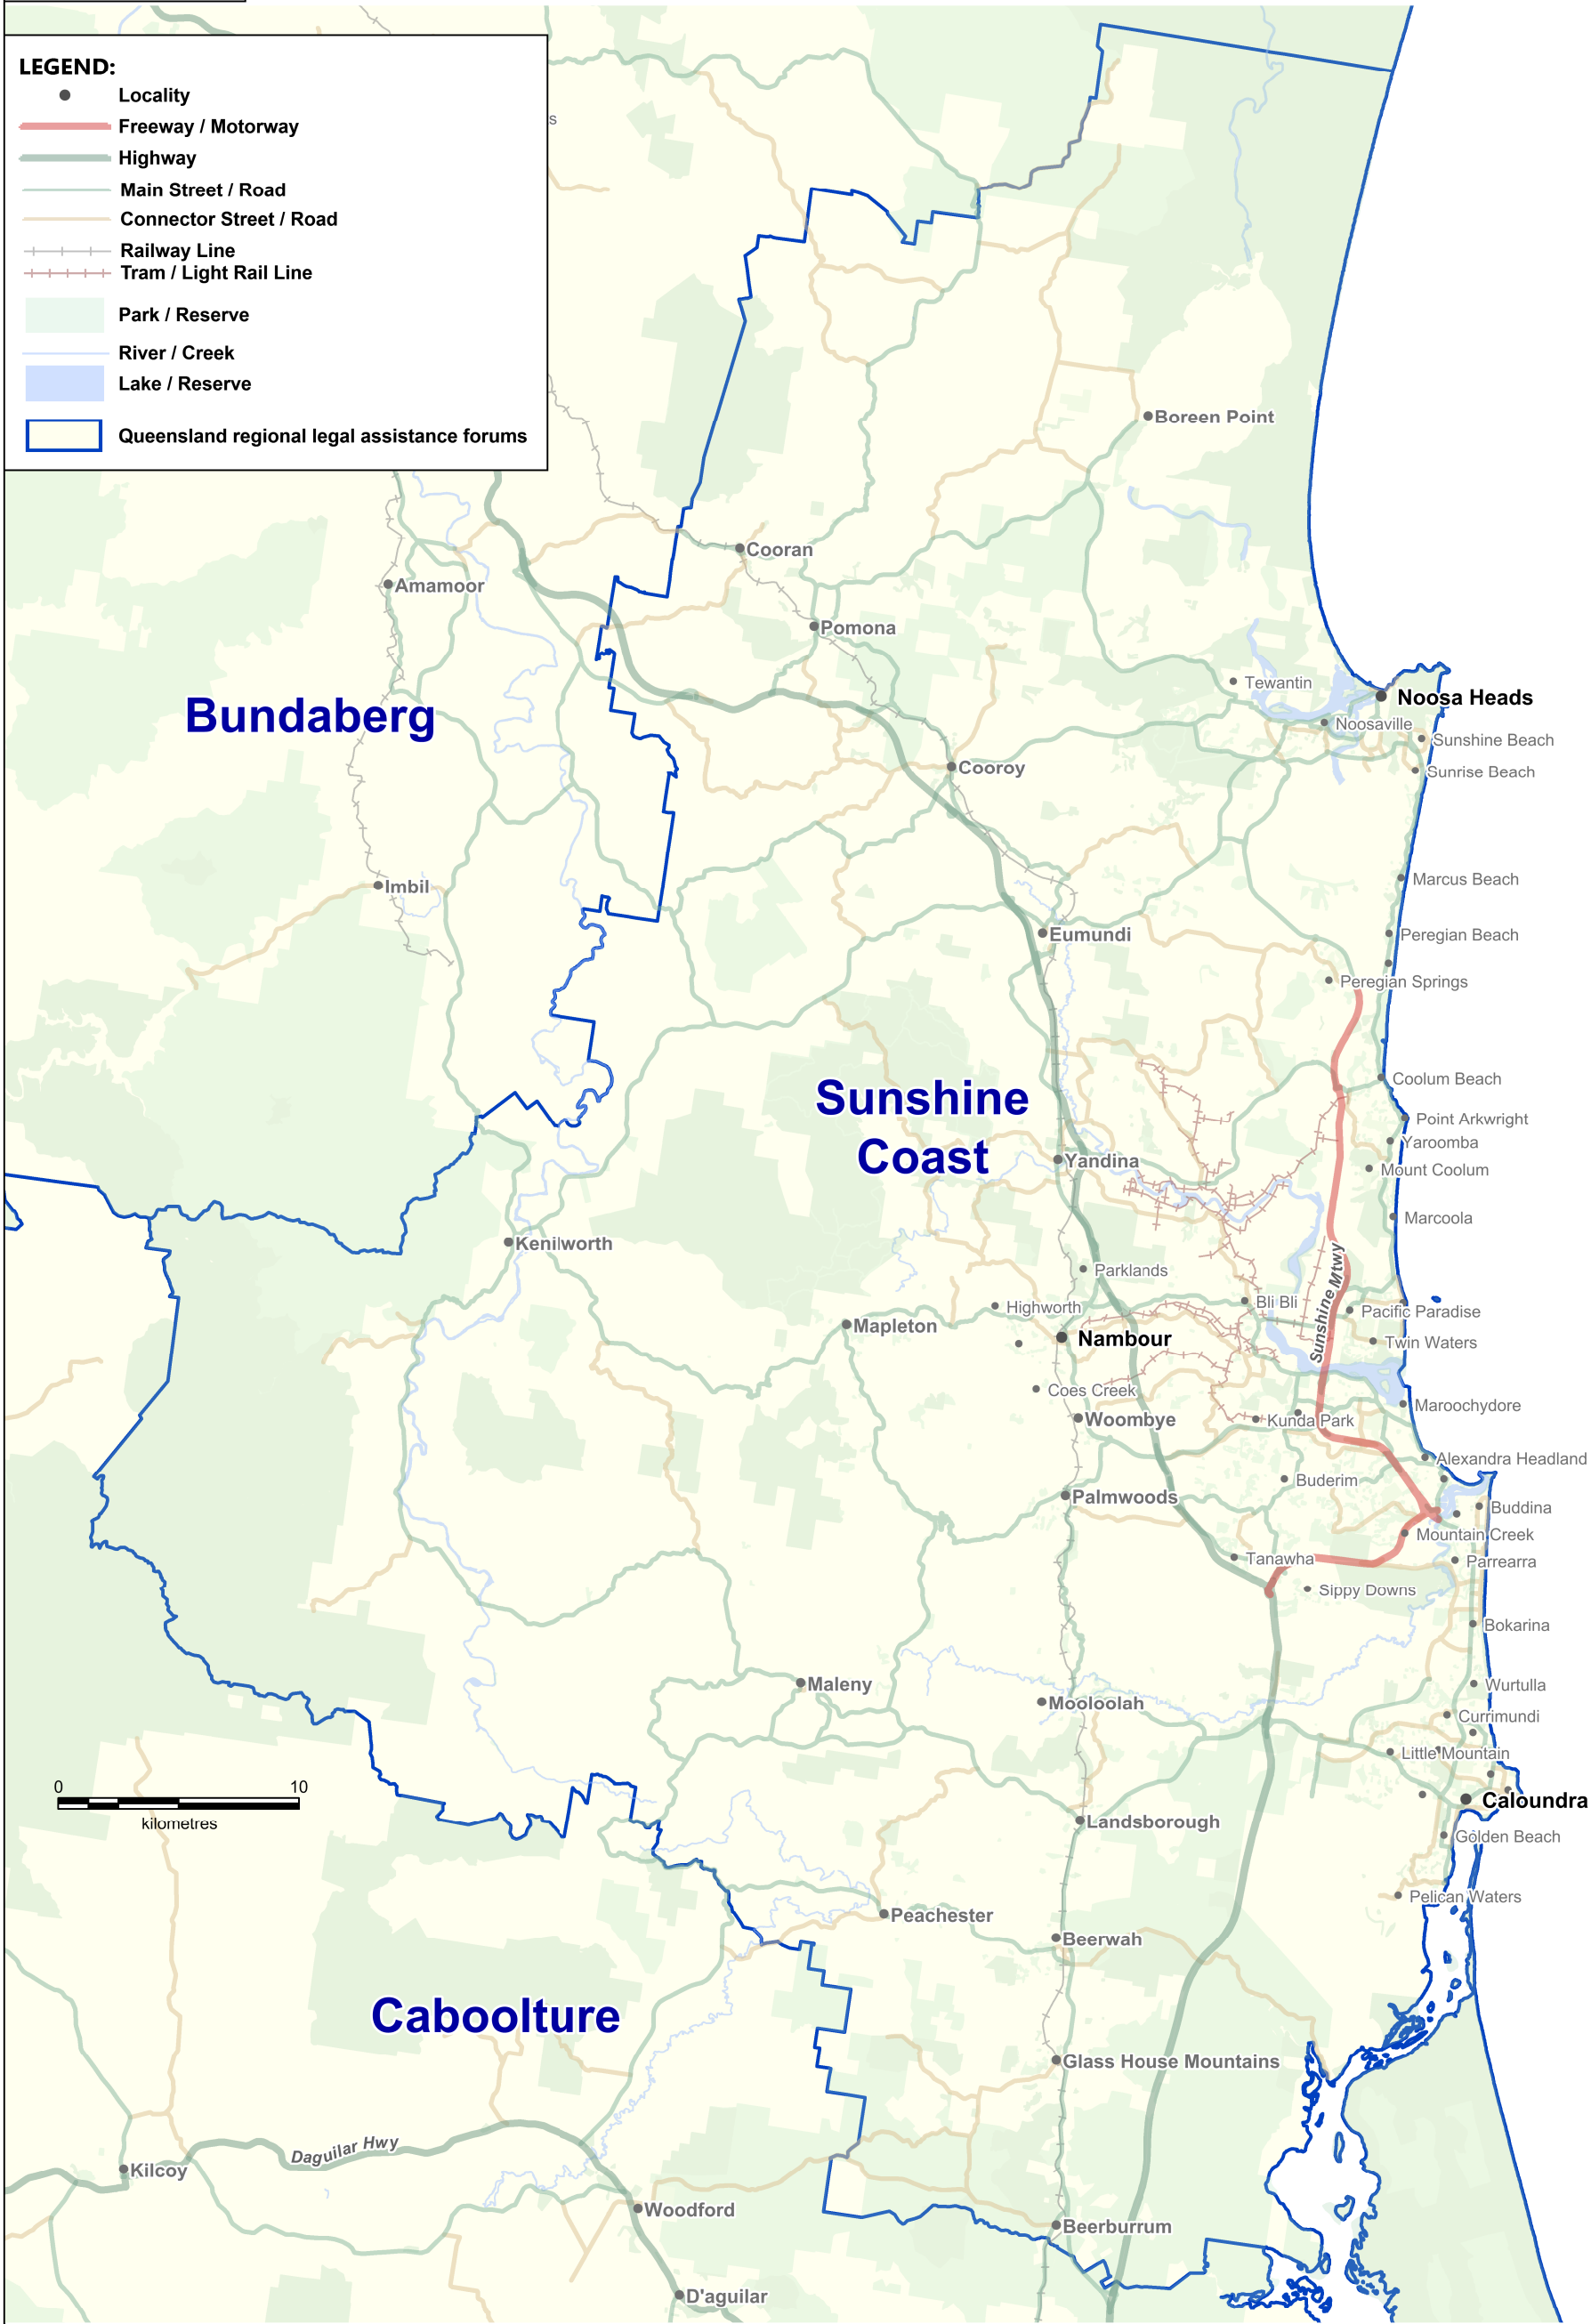 LEGEND:
Locality
Freeway / Motorway
Highway
Main Street / Road
Connector Street / Road
Railway Line
Tram / Light Rail Line
Park / Reserve
River / Creek
Lake / Reserve
Queensland regional legal assistance forums
s
Boreen Point
Cooran
Amamoor
Pomona
Tewantin
Noosa Heads
Bundaberg
Noosaville
Sunshine Beach
Cooroy
Sunrise Beach
Marcus Beach
Imbil
Eumundi
Peregian Beach
Peregian Springs
Coolum Beach
Sunshine
Coast
Point Arkwright
Yaroomba
Yandina
Mount Coolum
Marcoola
Kenilworth
Parklands
Sunshine Mtwy
Bli Bli
Highworth
Pacific Paradise
Mapleton
Nambour
Twin Waters
Coes Creek
Maroochydore
Woombye
Kunda Park
Alexandra Headland
Buderim
Palmwoods
Buddina
Mountain Creek
Tanawha
Parrearra
Sippy Downs
Bokarina
Maleny
Wurtulla
Mooloolah
Currimundi
Little Mountain
0 10
kilometres
Caloundra
Landsborough
Golden Beach
Pelican Waters
Peachester
Beerwah
Caboolture
Glass House Mountains
Daguilar Hwy
Kilcoy
Woodford
Beerburrum
D'aguilar